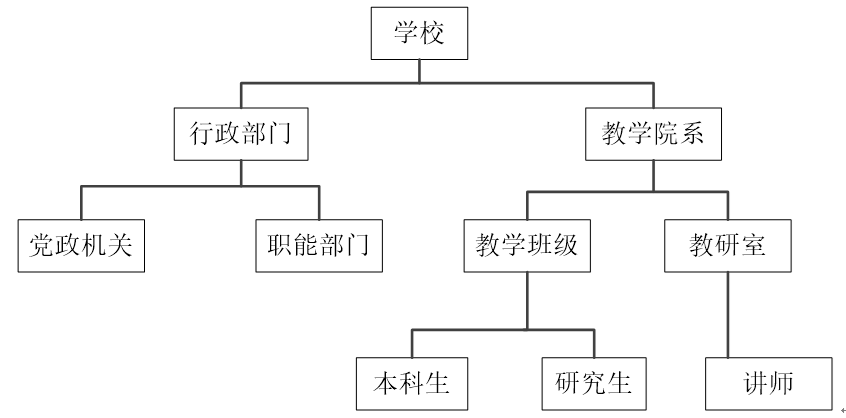 学校
行政部门
教学院系
党政机关
职能部门
教学班级
教研室
本科生
研究生
讲师